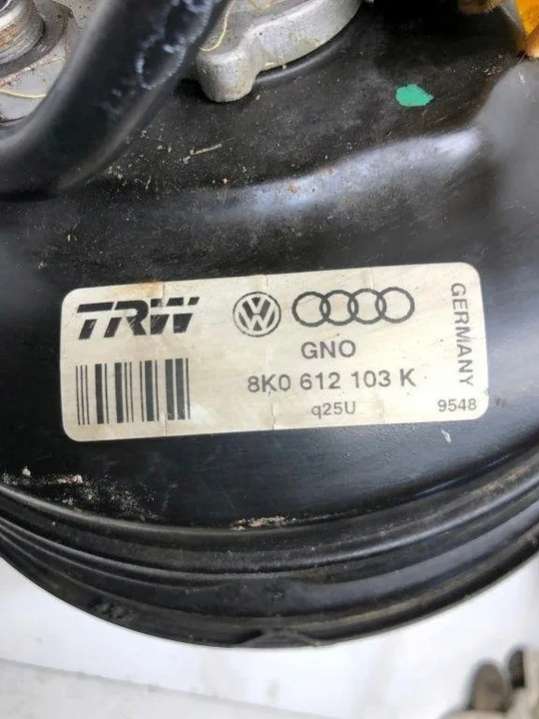 TRW
GNO
8K0 612 103 K
q25U
9548
GERMANY